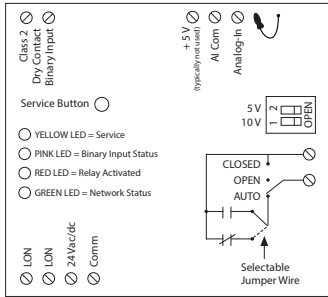 Class 2
Dry Contact
Binary Input
+ 5 V
(typically not used)
AI Com
Analog-In
Service Button
5 V
10 V
2
1
OPEN
YELLOW LED = Service
PINK LED = Binary Input Status
RED LED = Relay Activated
GREEN LED = Network Status
CLOSED
OPEN
AUTO
LON
LON
24 Vac/dc
Comm
Selectable
Jumper Wire